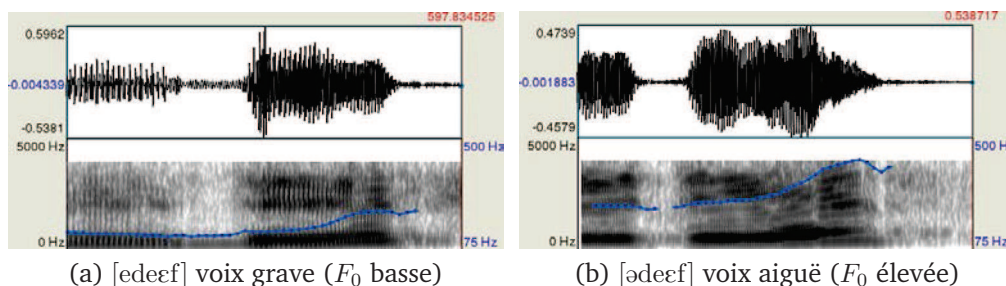 597.834525
0.5962
-0.004339
-0.5381
5000 Hz
500 Hz
0 Hz
75 Hz
(a) [edeɛf] voix grave (F₀ basse)
0.538717
0.4739
-0.001883
-0.4579
5000 Hz
500 Hz
0 Hz
75 Hz
(b) [ədeɛf] voix aiguë (F₀ élevée)